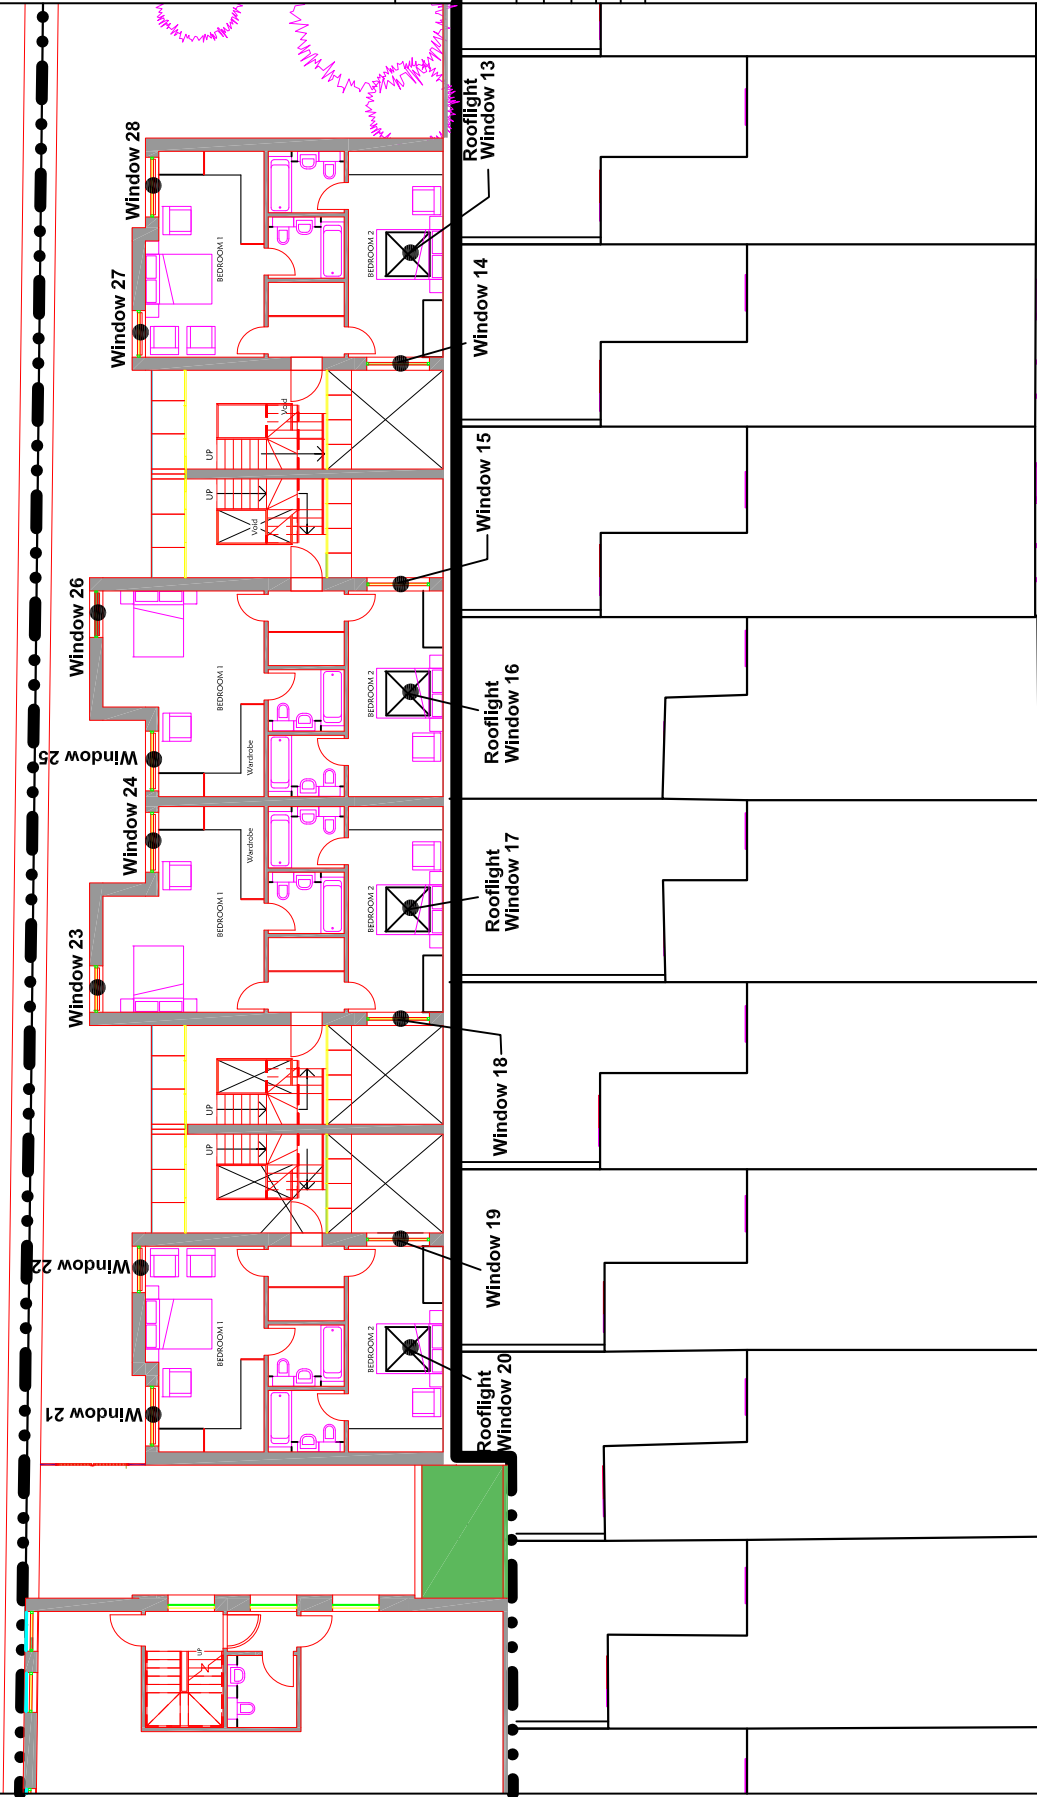 Rooflight
Window 13
Window 28
BEDROOM 1
BEDROOM 2
Window 27
Window 14
Void
UP
Window 15
UP
Void
Window 26
BEDROOM 1
BEDROOM 2
Rooflight
Window 16
Window 25
Wardrobe
Window 24
Wardrobe
BEDROOM 1
BEDROOM 2
Rooflight
Window 17
Window 23
Window 18
UP
UP
Window 19
Window 22
BEDROOM 1
BEDROOM 2
Rooflight
Window 20
Window 21
UP